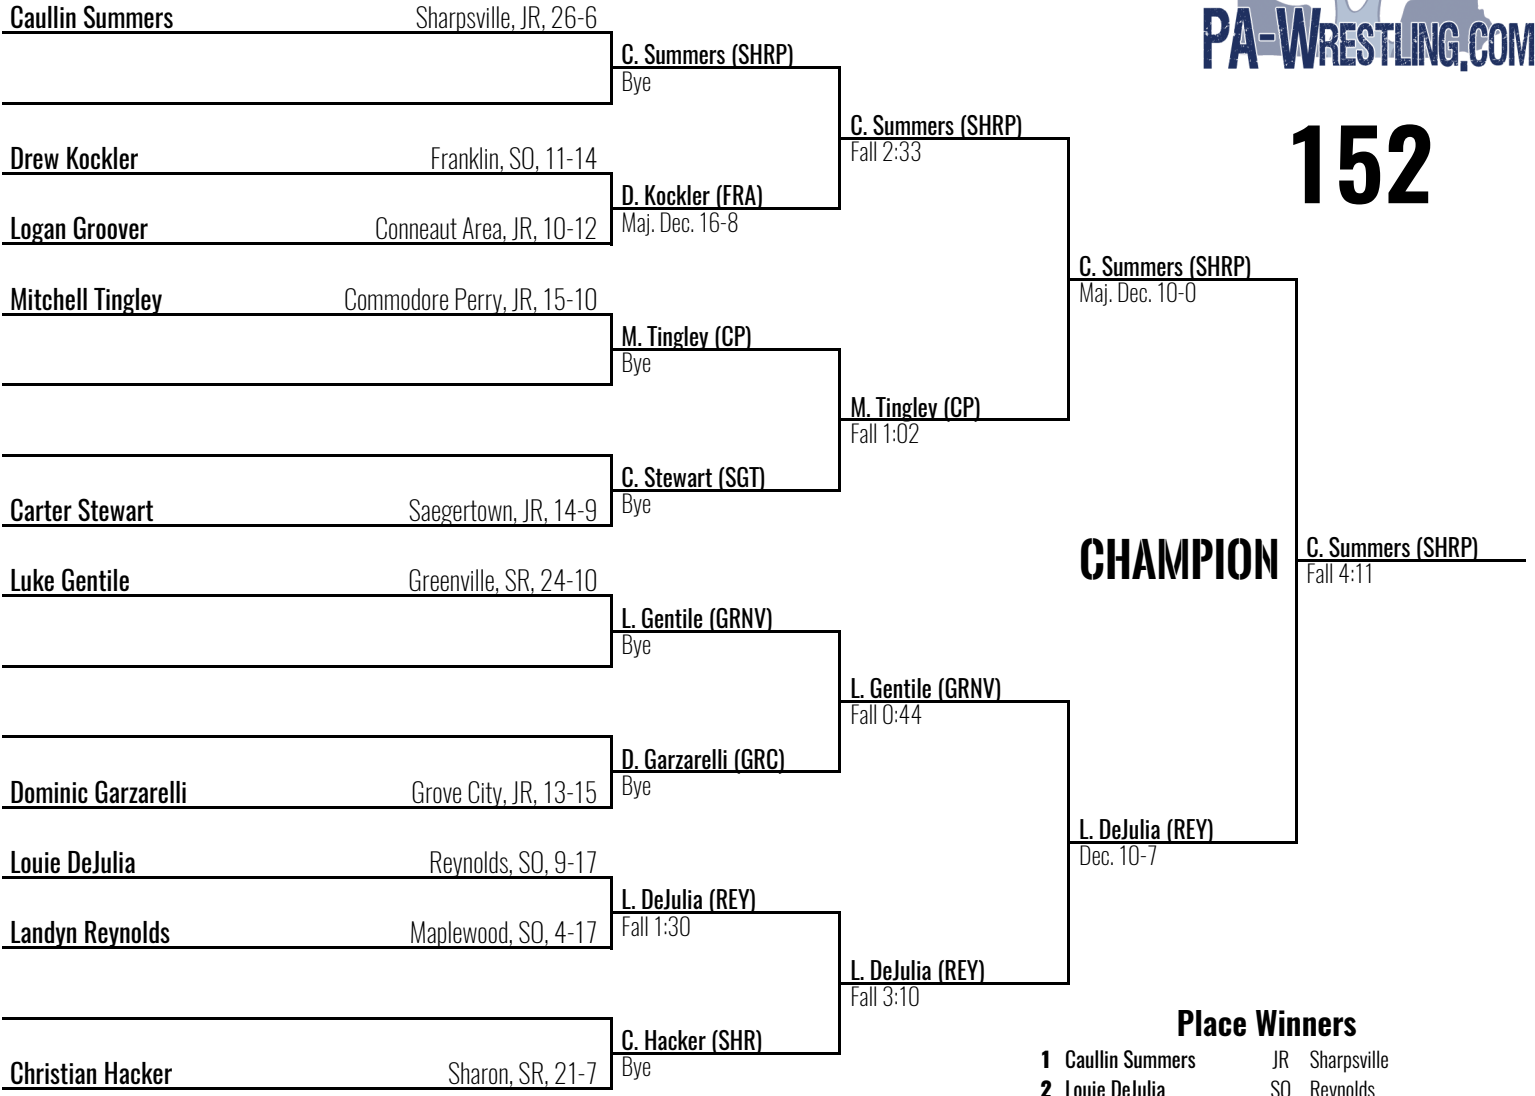 Caullin Summers Sharpsville, JR, 26-6
PA-WRESTLING.COM
C. Summers (SHRP)
Bye
152
C. Summers (SHRP)
Fall 2:33
Drew Kockler Franklin, SO, 11-14
D. Kockler (FRA)
Maj. Dec. 16-8
Logan Groover Conneaut Area, JR, 10-12
C. Summers (SHRP)
Maj. Dec. 10-0
Mitchell Tingley Commodore Perry, JR, 15-10
M. Tingley (CP)
Bye
M. Tingley (CP)
Fall 1:02
C. Stewart (SGT)
Bye
Carter Stewart Saegertown, JR, 14-9
CHAMPION
C. Summers (SHRP)
Fall 4:11
Luke Gentile Greenville, SR, 24-10
L. Gentile (GRNV)
Bye
L. Gentile (GRNV)
Fall 0:44
D. Garzarelli (GRC)
Bye
Dominic Garzarelli Grove City, JR, 13-15
L. DeJulia (REY)
Dec. 10-7
Louie DeJulia Reynolds, SO, 9-17
L. DeJulia (REY)
Fall 1:30
Landyn Reynolds Maplewood, SO, 4-17
L. DeJulia (REY)
Fall 3:10
C. Hacker (SHR)
Bye
Christian Hacker Sharon, SR, 21-7
Place Winners
1 Caullin Summers JR Sharpsville
2 Louie DeJulia SO Reynolds